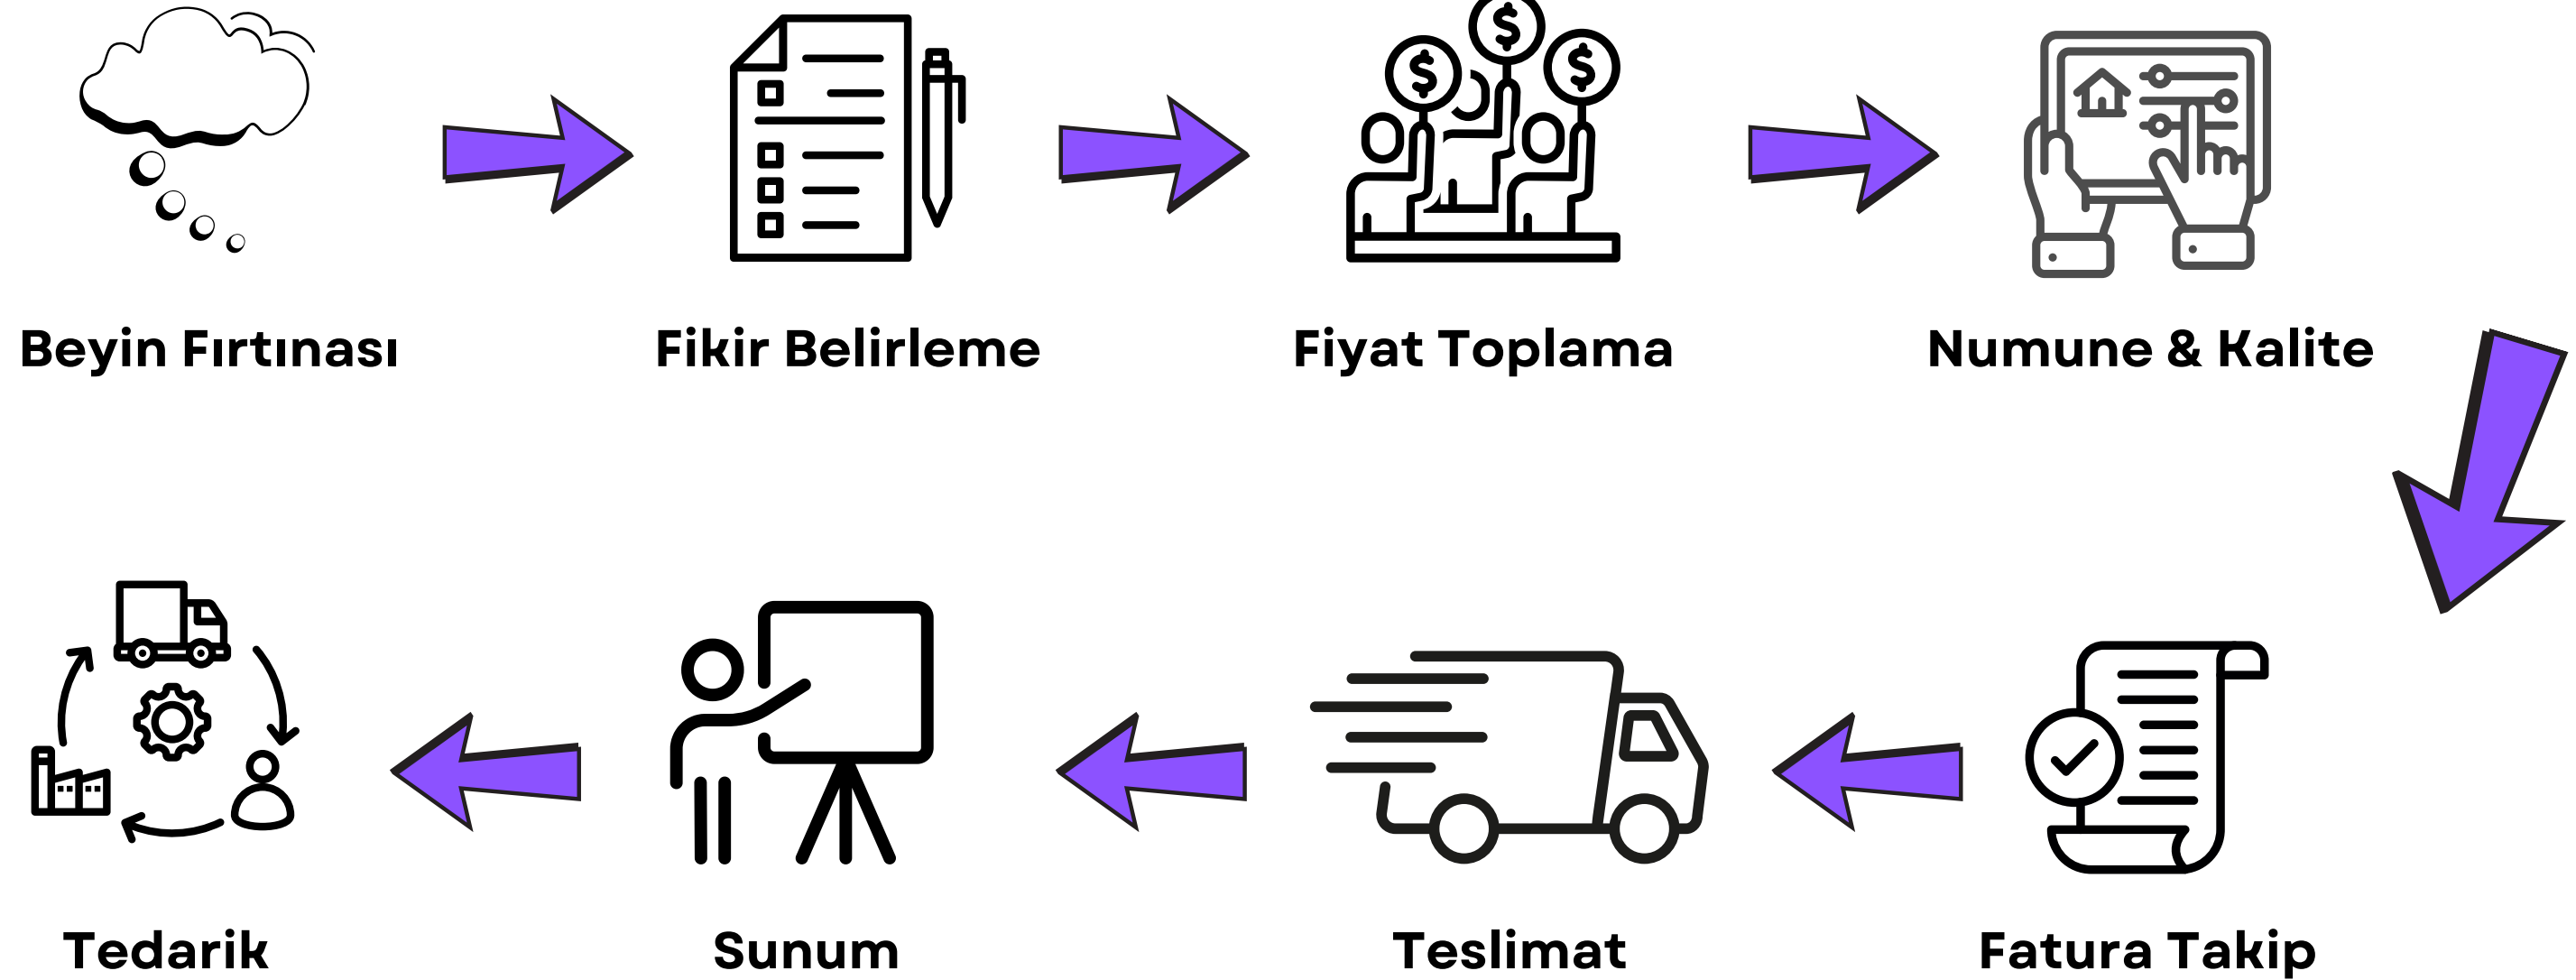 Beyin Fırtınası
Fikir Belirleme
Fiyat Toplama
Numune & Kalite
Tedarik
Sunum
Teslimat
Fatura Takip